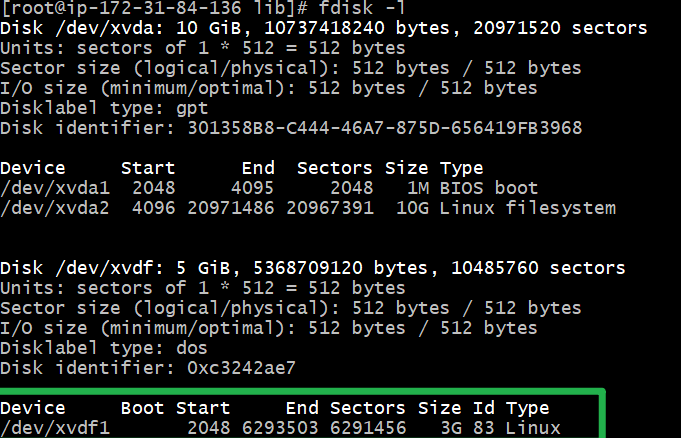 [root@ip-172-31-84-136 lib]# fdisk -l
Disk /dev/xvda: 10 GiB, 10737418240 bytes, 20971520 sectors
Units: sectors of 1 * 512 = 512 bytes
Sector size (logical/physical): 512 bytes / 512 bytes
I/O size (minimum/optimal): 512 bytes / 512 bytes
Disklabel type: gpt
Disk identifier: 301358B8-C444-46A7-875D-656419FB3968
Device Start End Sectors Size Type
/dev/xvda1 2048 4095 2048 1M BIOS boot
/dev/xvda2 4096 20971486 20967391 10G Linux filesystem
Disk /dev/xvdf: 5 GiB, 5368709120 bytes, 10485760 sectors
Units: sectors of 1 * 512 = 512 bytes
Sector size (logical/physical): 512 bytes / 512 bytes
I/O size (minimum/optimal): 512 bytes / 512 bytes
Disklabel type: dos
Disk identifier: 0xc3242ae7
Device Boot Start End Sectors Size Id Type
/dev/xvdf1 2048 6293503 6291456 3G 83 Linux